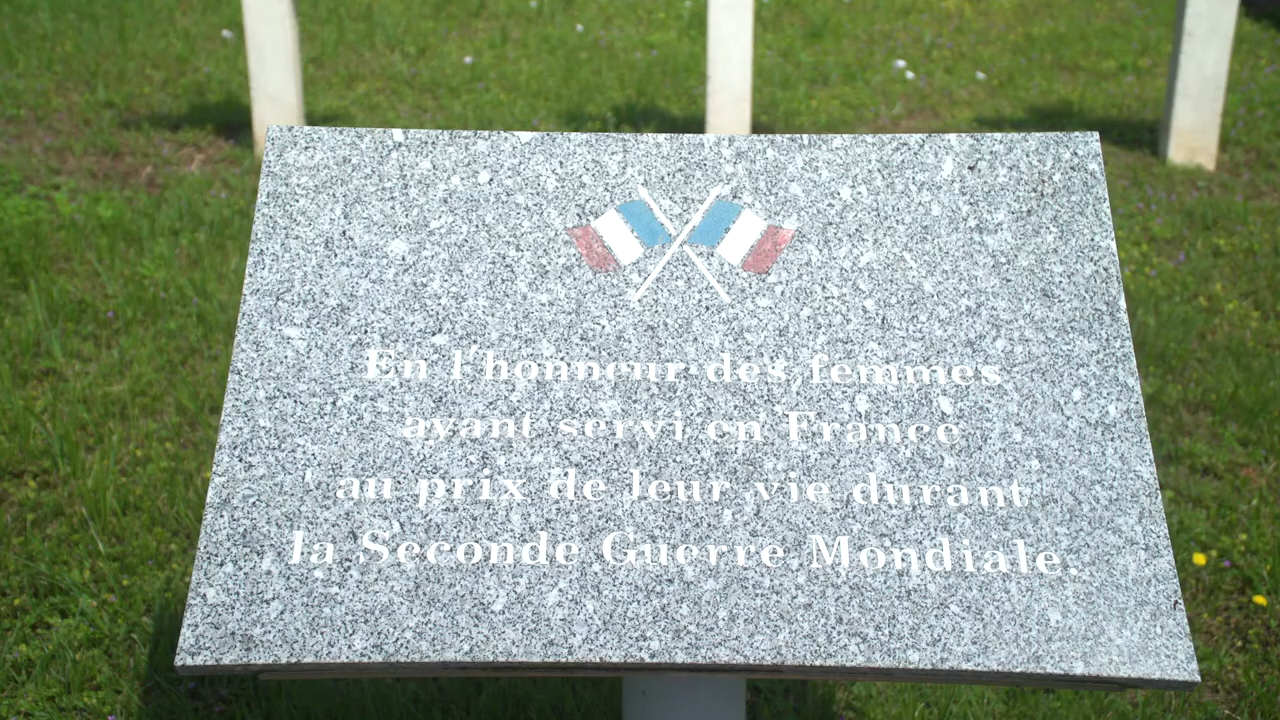 En l'honneur des femmes
ayant servi en France
au prix de leur vie durant
la Seconde Guerre Mondiale.